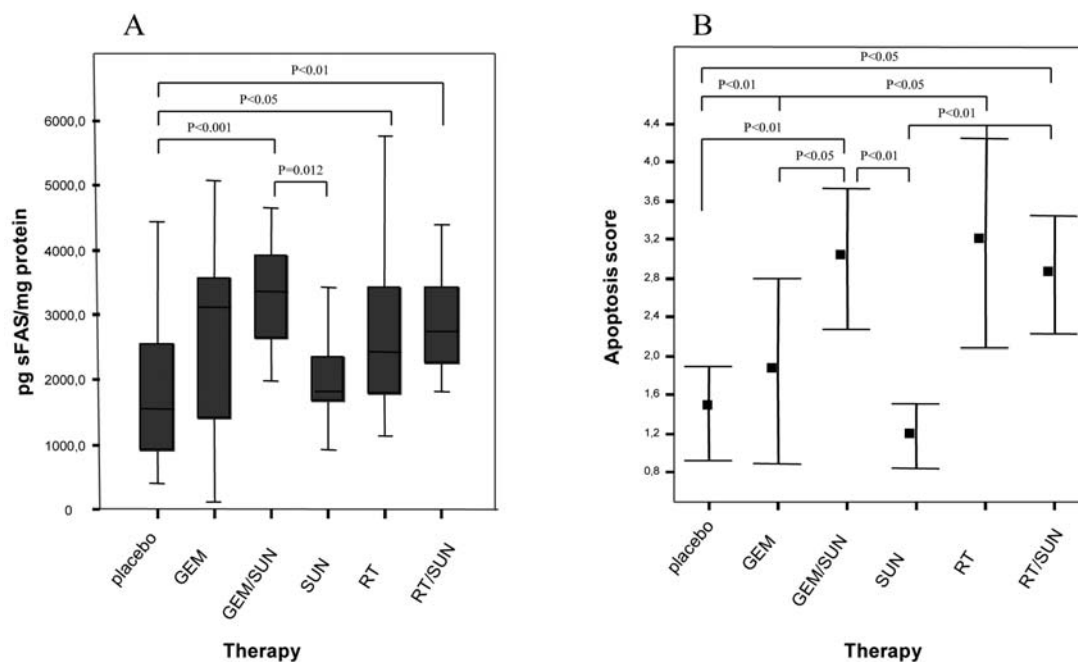 A
P<0.01
P<0.05
P<0.001
P=0.012
pg sFAS/mg protein
6000,0
5000,0
4000,0
3000,0
2000,0
1000,0
0
placebo
GEM
GEM/SUN
SUN
RT
RT/SUN
Therapy
B
P<0.05
P<0.01
P<0.05
P<0.01
P<0.01
P<0.05
P<0.01
Apoptosis score
4,4
4,0
3,6
3,2
2,8
2,4
2,0
1,6
1,2
0,8
placebo
GEM
GEM/SUN
SUN
RT
RT/SUN
Therapy